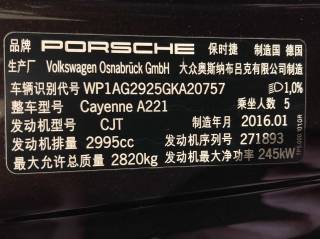 品牌 PORSCHE 保时捷 制造国 德国
生产厂 Volkswagen Osnabrück GmbH 大众奥斯纳布吕克有限公司制造
车辆识别代号 WP1AG2925GKA20757 1,0%
整车型号 Cayenne A221 乘坐人数 5
发动机型号 CJT 制造年月 2016.01
发动机排量 2995cc 发动机序列号 271893
最大允许总质量 2820kg 发动机最大净功率 245kW